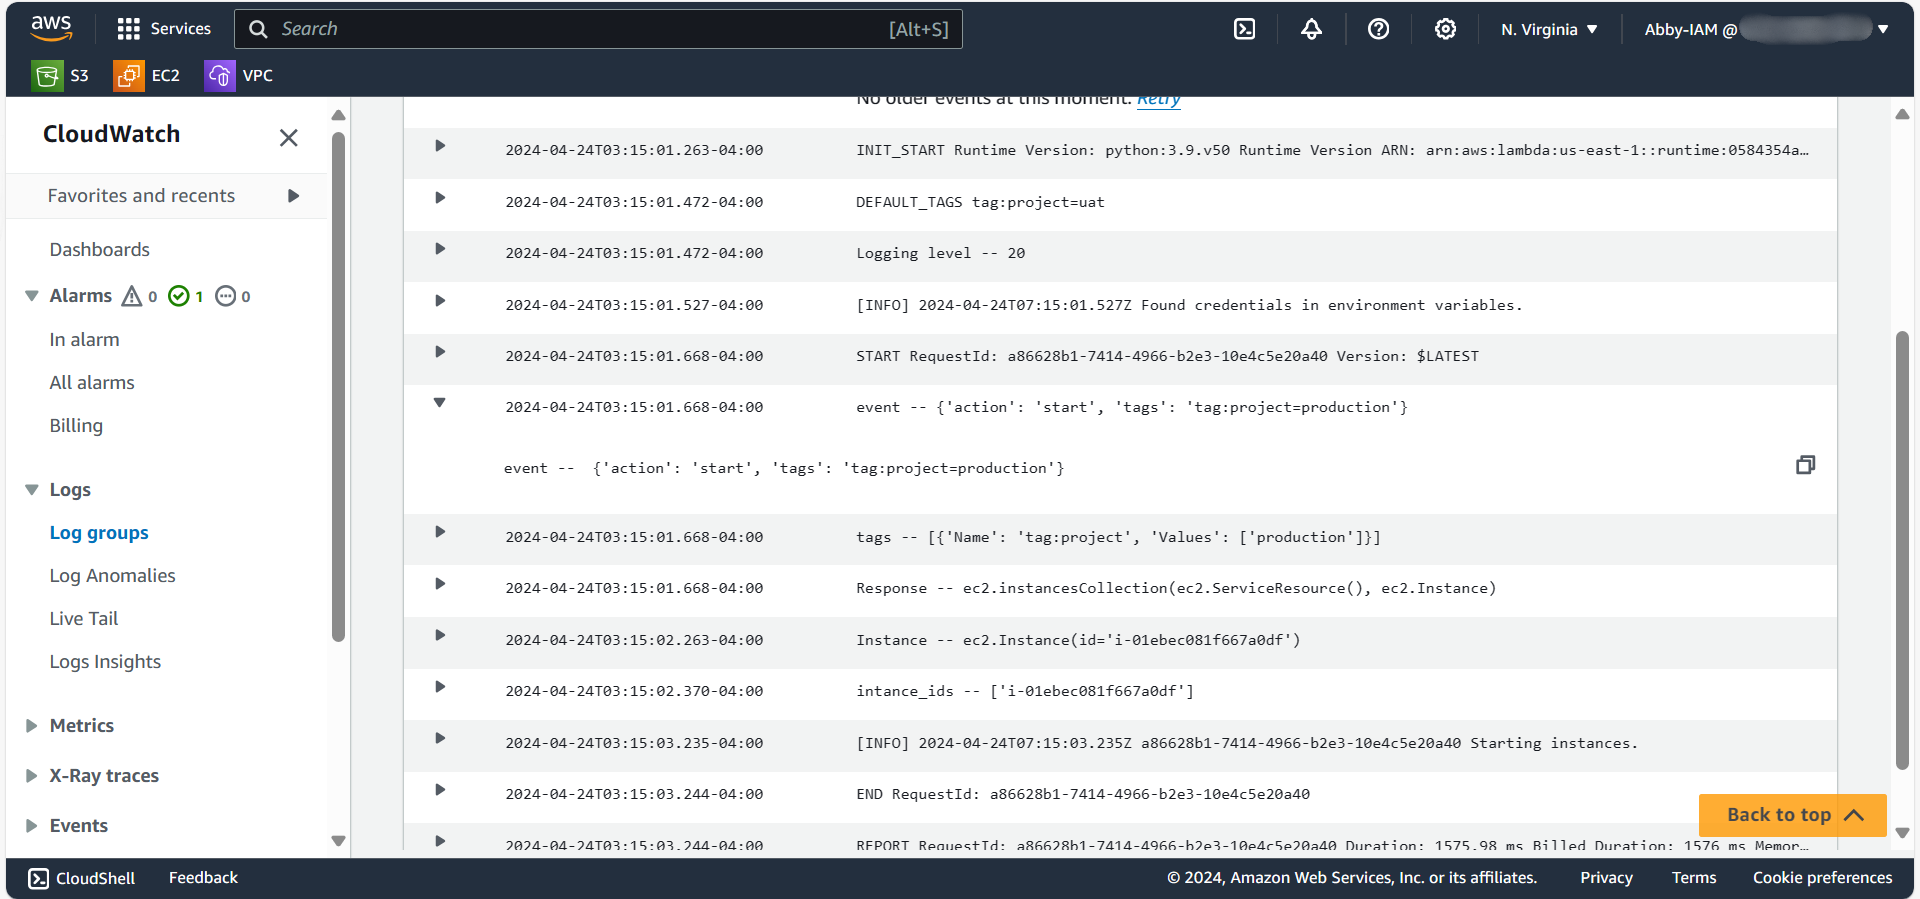 aws
Services
Search [Alt+S]
N. Virginia
Abby-IAM @
S3 EC2 VPC
CloudWatch
Favorites and recents
Dashboards
Alarms 0 1 0
In alarm
All alarms
Billing
Logs
Log groups
Log Anomalies
Live Tail
Logs Insights
Metrics
X-Ray traces
Events
No older events at this moment. Retry
2024-04-24T03:15:01.263-04:00 INIT_START Runtime Version: python:3.9.v50 Runtime Version ARN: arn:aws:lambda:us-east-1::runtime:0584354a…
2024-04-24T03:15:01.472-04:00 DEFAULT_TAGS tag:project=uat
2024-04-24T03:15:01.472-04:00 Logging level -- 20
2024-04-24T03:15:01.527-04:00 [INFO] 2024-04-24T07:15:01.527Z Found credentials in environment variables.
2024-04-24T03:15:01.668-04:00 START RequestId: a86628b1-7414-4966-b2e3-10e4c5e20a40 Version: $LATEST
2024-04-24T03:15:01.668-04:00 event -- {'action': 'start', 'tags': 'tag:project=production'}
event --  {'action': 'start', 'tags': 'tag:project=production'}
2024-04-24T03:15:01.668-04:00 tags -- [{'Name': 'tag:project', 'Values': ['production']}]
2024-04-24T03:15:01.668-04:00 Response -- ec2.instancesCollection(ec2.ServiceResource(), ec2.Instance)
2024-04-24T03:15:02.263-04:00 Instance -- ec2.Instance(id='i-01ebec081f667a0df')
2024-04-24T03:15:02.370-04:00 intance_ids -- ['i-01ebec081f667a0df']
2024-04-24T03:15:03.235-04:00 [INFO] 2024-04-24T07:15:03.235Z a86628b1-7414-4966-b2e3-10e4c5e20a40 Starting instances.
2024-04-24T03:15:03.244-04:00 END RequestId: a86628b1-7414-4966-b2e3-10e4c5e20a40
2024-04-24T03:15:03.244-04:00 REPORT RequestId: a86628b1-7414-4966-b2e3-10e4c5e20a40 Duration: 1575.98 ms Billed Duration: 1576 ms Memor…
Back to top
CloudShell Feedback © 2024, Amazon Web Services, Inc. or its affiliates. Privacy Terms Cookie preferences